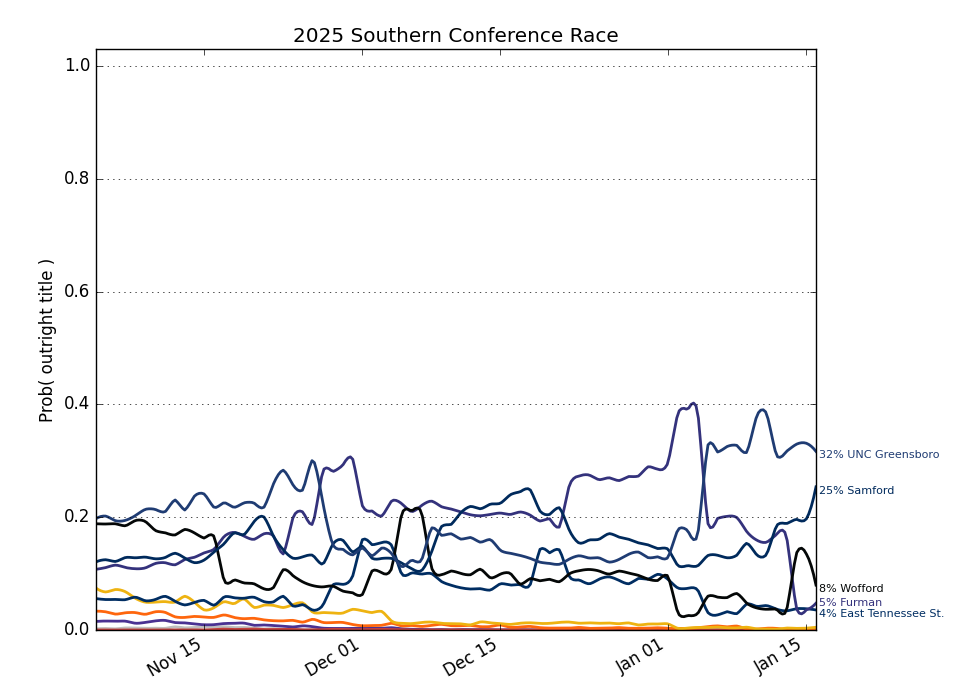 2025 Southern Conference Race
Prob( outright title )
1.0
0.8
0.6
0.4
0.2
0.0
Nov 15
Dec 01
Dec 15
Jan 01
Jan 15
32% UNC Greensboro
25% Samford
8% Wofford
5% Furman
4% East Tennessee St.